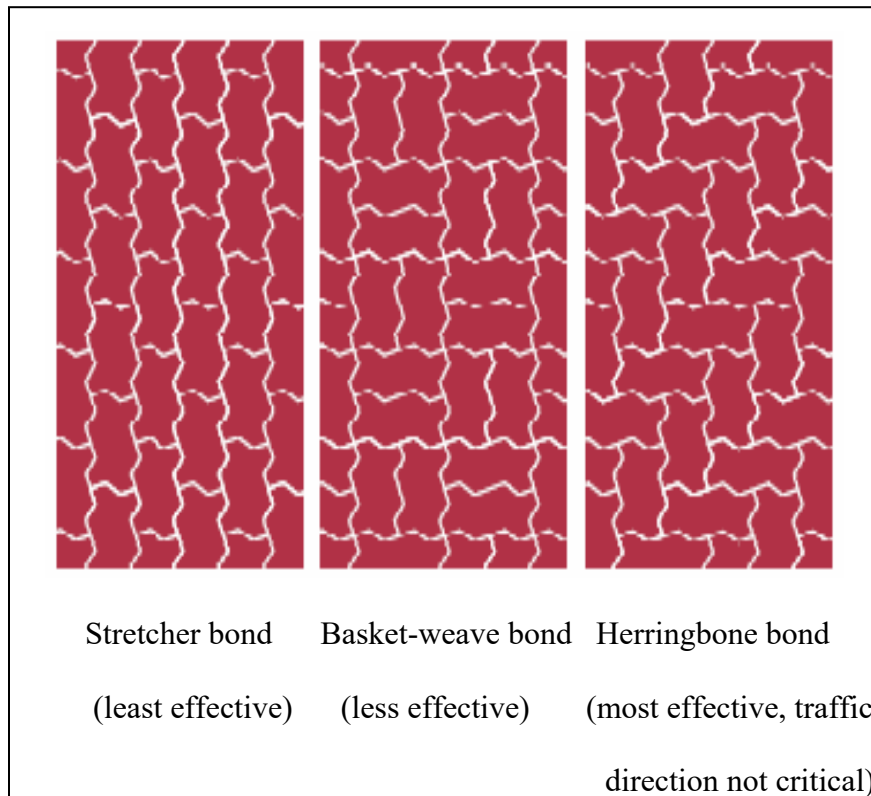 Stretcher bond Basket-weave bond Herringbone bond
(least effective) (less effective) (most effective, traffic
direction not critical)